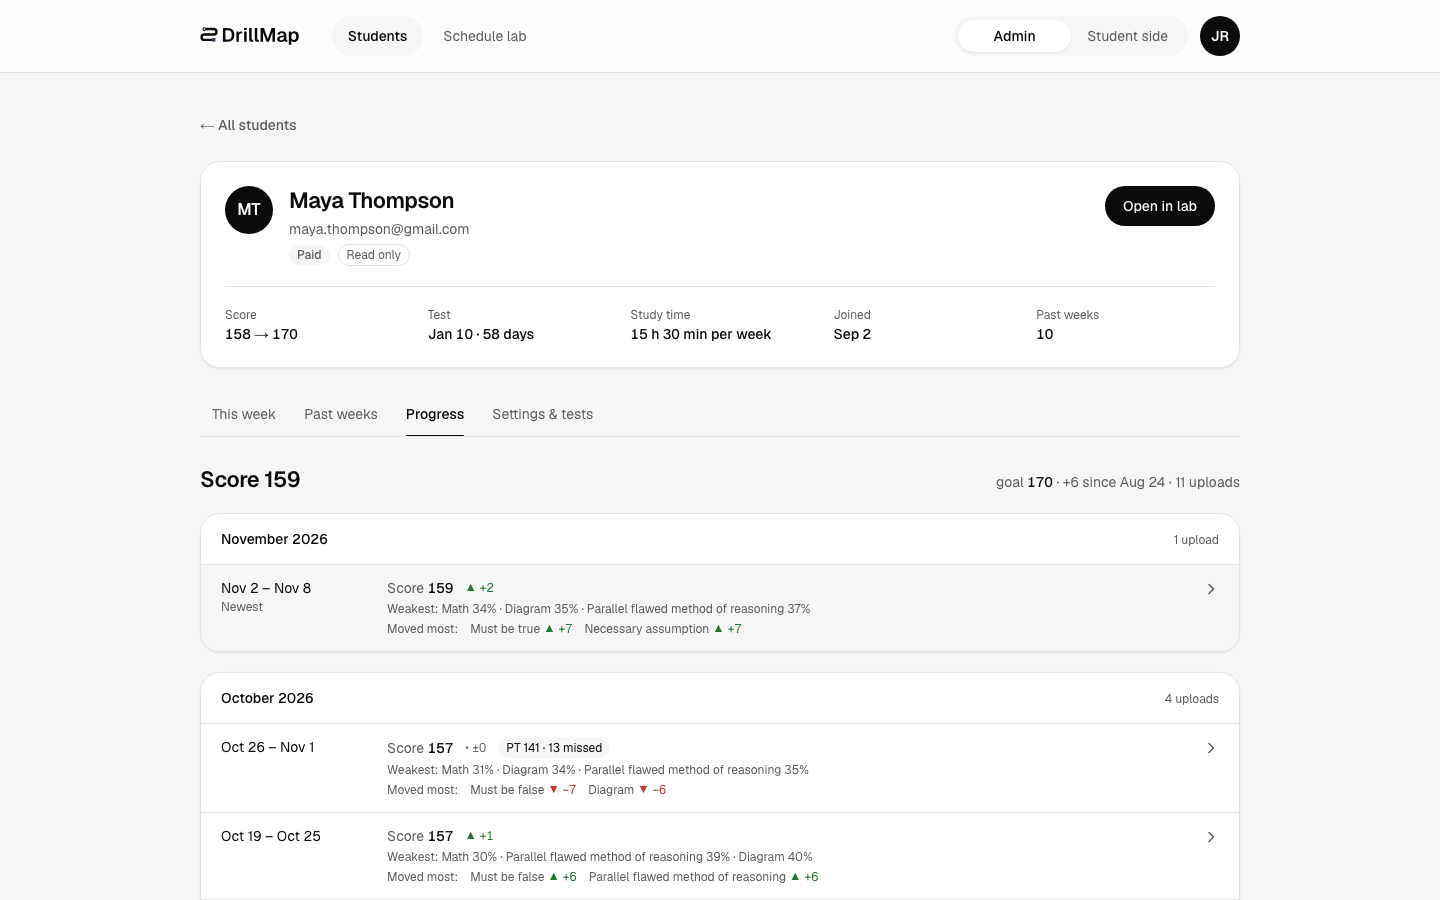 DrillMap
Students
Schedule lab
Admin
Student side
JR
← All students
MT
Maya Thompson
maya.thompson@gmail.com
Paid
Read only
Open in lab
Score
158 → 170
Test
Jan 10 · 58 days
Study time
15 h 30 min per week
Joined
Sep 2
Past weeks
10
This week
Past weeks
Progress
Settings & tests
Score 159
goal 170 · +6 since Aug 24 · 11 uploads
November 2026
1 upload
Nov 2 – Nov 8
Newest
Score 159 ▲ +2
Weakest: Math 34% · Diagram 35% · Parallel flawed method of reasoning 37%
Moved most: Must be true ▲ +7 Necessary assumption ▲ +7
October 2026
4 uploads
Oct 26 – Nov 1
Score 157 · ±0 PT 141 · 13 missed
Weakest: Math 31% · Diagram 34% · Parallel flawed method of reasoning 35%
Moved most: Must be false ▼ −7 Diagram ▼ −6
Oct 19 – Oct 25
Score 157 ▲ +1
Weakest: Math 30% · Parallel flawed method of reasoning 39% · Diagram 40%
Moved most: Must be false ▲ +6 Parallel flawed method of reasoning ▲ +6